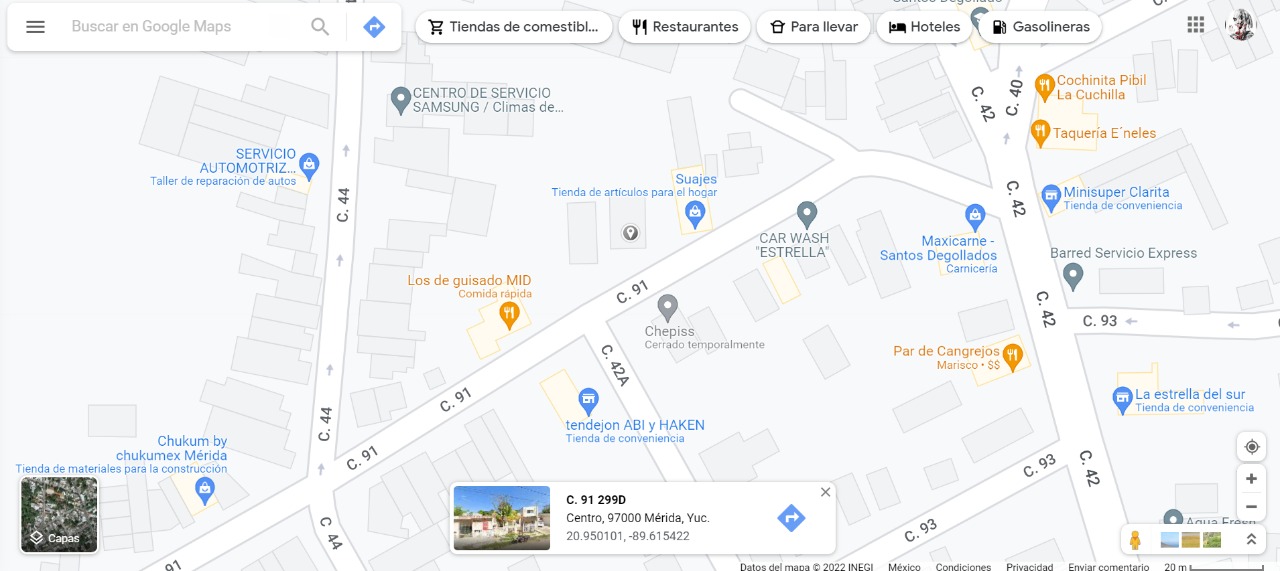 Buscar en Google Maps
Tiendas de comestibl...
Restaurantes
Para llevar
Hoteles
Gasolineras
Santos Degollado
CENTRO DE SERVICIO
SAMSUNG / Climas de...
Cochinita Pibil
La Cuchilla
C. 42
C. 40
Taquería E´neles
SERVICIO
AUTOMOTRIZ...
Taller de reparación de autos
Suajes
Tienda de artículos para el hogar
C. 44
C. 42
Minisuper Clarita
Tienda de conveniencia
CAR WASH
"ESTRELLA"
Maxicarne -
Santos Degollados
Carnicería
Barred Servicio Express
Los de guisado MID
Comida rápida
C. 91
Chepiss
Cerrado temporalmente
C. 42
C. 93
Par de Cangrejos
Marisco • $$
C. 42A
C. 91
La estrella del sur
Tienda de conveniencia
tendejon ABI y HAKEN
Tienda de conveniencia
C. 44
Chukum by
chukumex Mérida
Tienda de materiales para la construcción
C. 91
C. 93
C. 42
C. 91 299D
Centro, 97000 Mérida, Yuc.
20.950101, -89.615422
Capas
C. 44
C. 93
Agua Fresh
91
Datos del mapa © 2022 INEGI
México
Condiciones
Privacidad
Enviar comentario
20 m